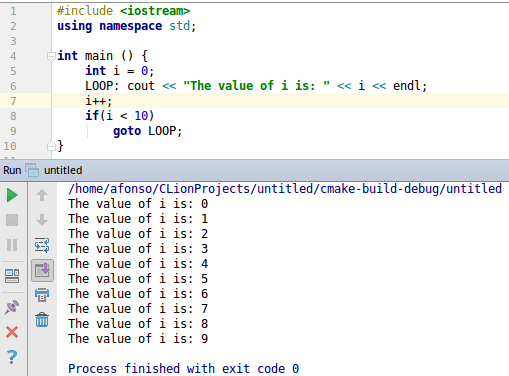 1 #include <iostream>
2 using namespace std;
3
4 int main () {
5 int i = 0;
6 LOOP: cout << "The value of i is: " << i << endl;
7 i++;
8 if(i < 10)
9 goto LOOP;
10 }
Run untitled
/home/afonso/CLionProjects/untitled/cmake-build-debug/untitled
The value of i is: 0
The value of i is: 1
The value of i is: 2
The value of i is: 3
The value of i is: 4
The value of i is: 5
The value of i is: 6
The value of i is: 7
The value of i is: 8
The value of i is: 9
Process finished with exit code 0